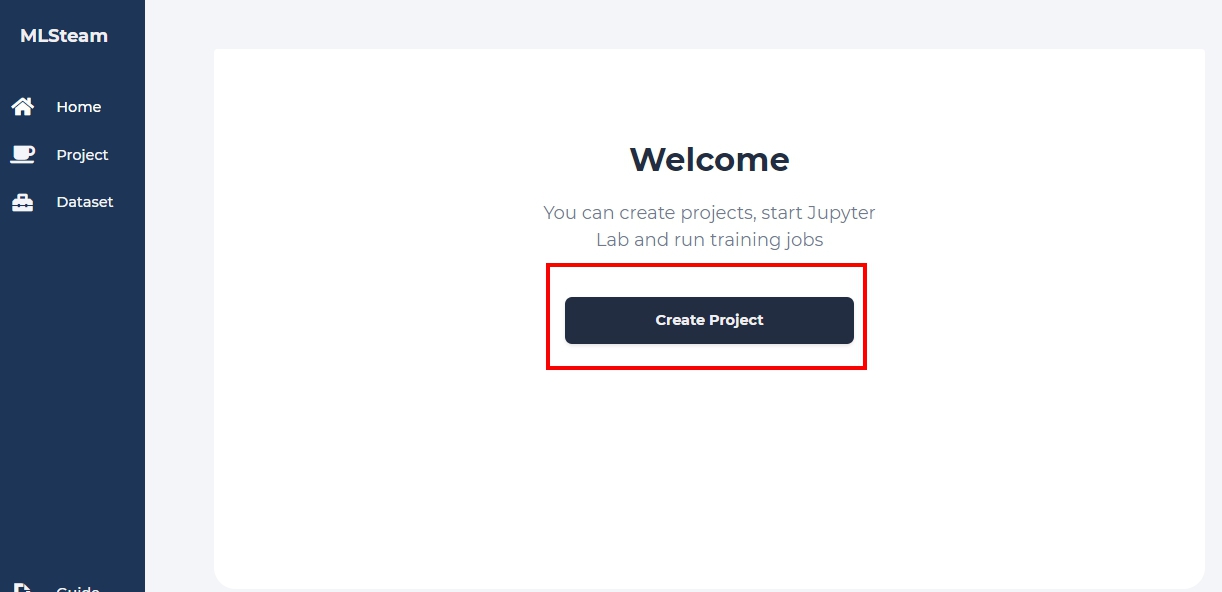 MLSteam
Home
Project
Dataset
Guide
Welcome
You can create projects, start Jupyter
Lab and run training jobs
Create Project